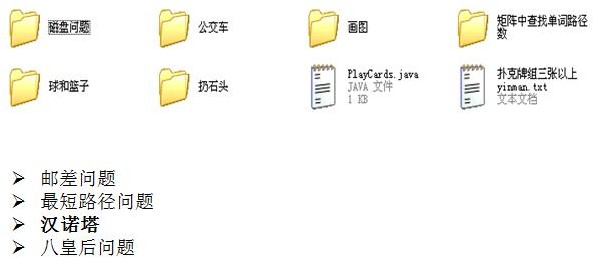 磁盘问题
公交车
画图
矩阵中查找单词路径
数
球和篮子
扔石头
PlayCards.java
JAVA 文件
1 KB
扑克牌组三张以上
yinman.txt
文本文档
邮差问题
最短路径问题
汉诺塔
八皇后问题